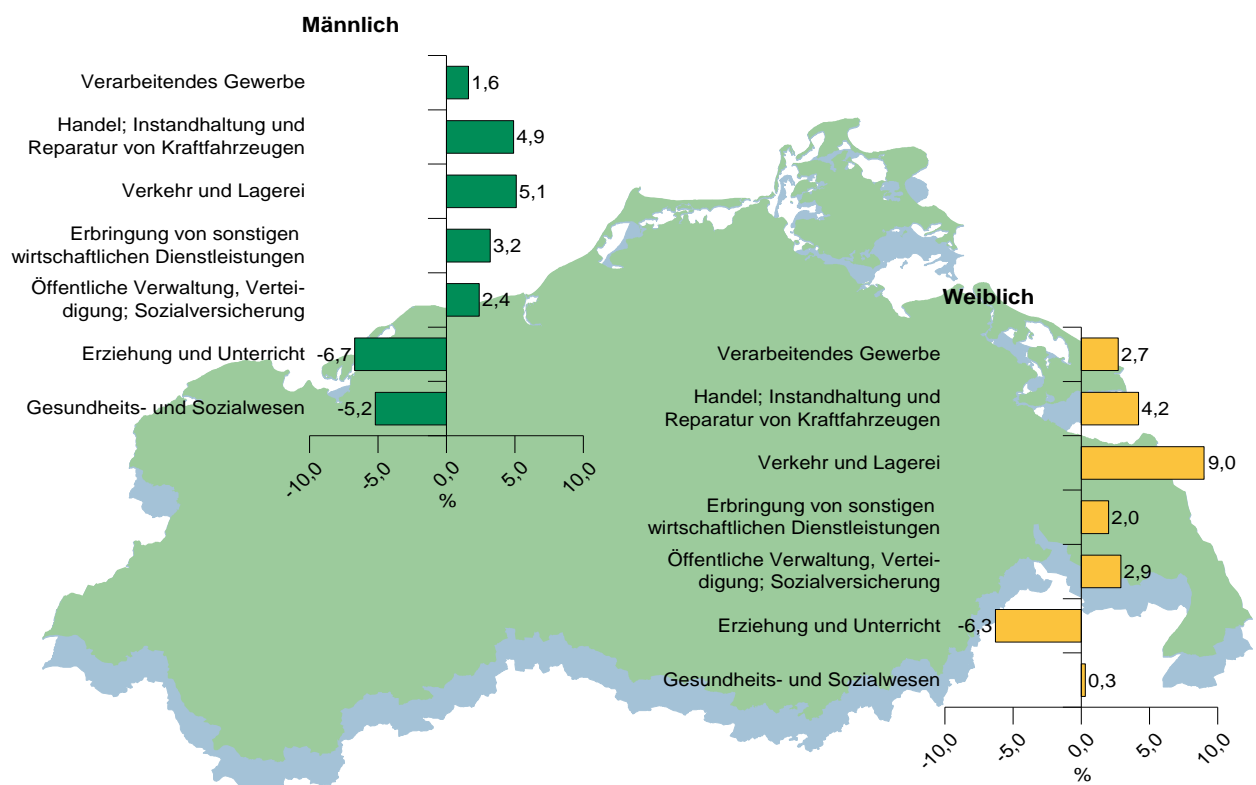 Männlich
Verarbeitendes Gewerbe
1,6
Handel; Instandhaltung und
Reparatur von Kraftfahrzeugen
4,9
Verkehr und Lagerei
5,1
Erbringung von sonstigen
wirtschaftlichen Dienstleistungen
3,2
Öffentliche Verwaltung, Vertei-
digung; Sozialversicherung
2,4
Erziehung und Unterricht
-6,7
Gesundheits- und Sozialwesen
-5,2
-10,0 -5,0 0,0 5,0 10,0
%
Weiblich
Verarbeitendes Gewerbe
2,7
Handel; Instandhaltung und
Reparatur von Kraftfahrzeugen
4,2
Verkehr und Lagerei
9,0
Erbringung von sonstigen
wirtschaftlichen Dienstleistungen
2,0
Öffentliche Verwaltung, Vertei-
digung; Sozialversicherung
2,9
Erziehung und Unterricht
-6,3
Gesundheits- und Sozialwesen
0,3
-10,0 -5,0 0,0 5,0 10,0
%